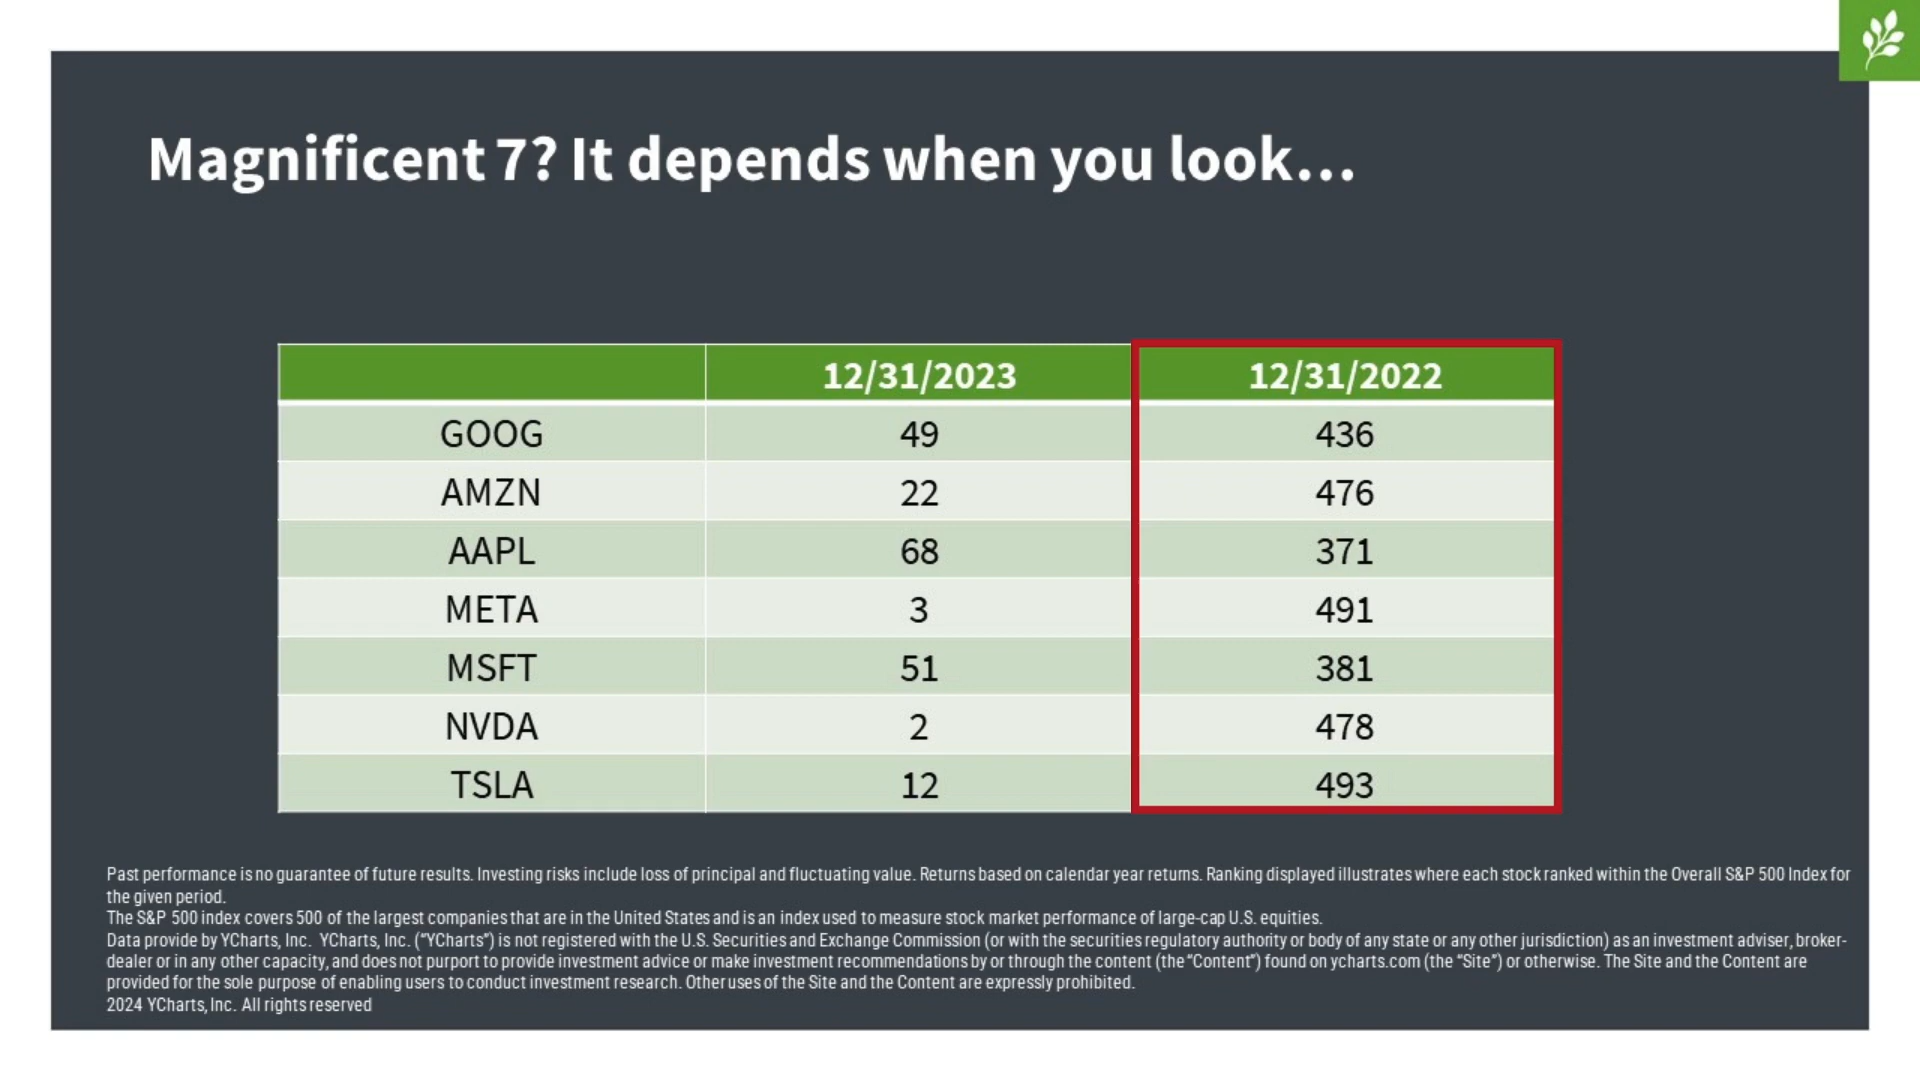 Magnificent 7? It depends when you look...
12/31/2023 12/31/2022
GOOG 49 436
AMZN 22 476
AAPL 68 371
META 3 491
MSFT 51 381
NVDA 2 478
TSLA 12 493
Past performance is no guarantee of future results. Investing risks include loss of principal and fluctuating value. Returns based on calendar year returns. Ranking displayed illustrates where each stock ranked within the Overall S&P 500 Index for
the given period.
The S&P 500 index covers 500 of the largest companies that are in the United States and is an index used to measure stock market performance of large-cap U.S. equities.
Data provide by YCharts, Inc. YCharts, Inc. ("YCharts") is not registered with the U.S. Securities and Exchange Commission (or with the securities regulatory authority or body of any state or any other jurisdiction) as an investment adviser, broker-
dealer or in any other capacity, and does not purport to provide investment advice or make investment recommendations by or through the content (the "Content") found on ycharts.com (the "Site") or otherwise. The Site and the Content are
provided for the sole purpose of enabling users to conduct investment research. Other uses of the Site and the Content are expressly prohibited.
2024 YCharts, Inc. All rights reserved